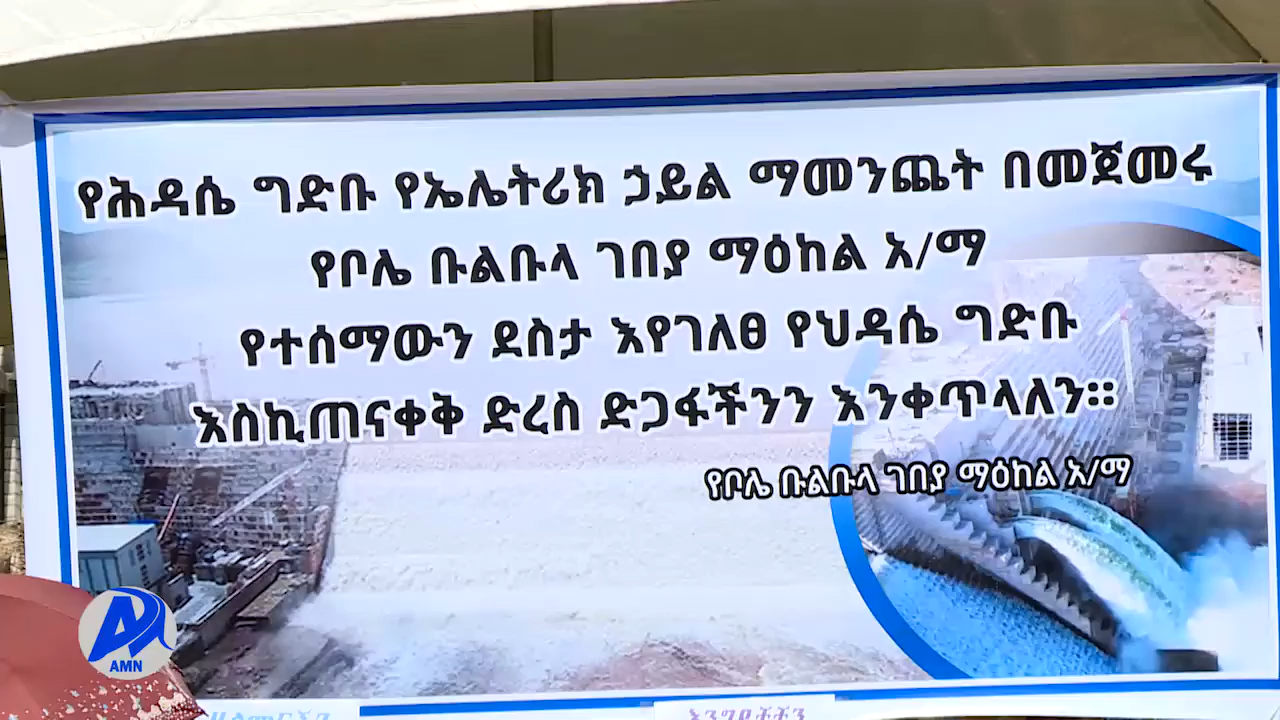 የሕዳሴ ግድቡ የኤሌትሪክ ኃይል ማመንጨት በመጀመሩ
የቦሌ ቡልቡላ ገበያ ማዕከል አ/ማ
የተሰማውን ደስታ እየገለፀ የህዳሴ ግድቡ
እስኪጠናቀቅ ድረስ ድጋፋችንን እንቀጥላለን።
የቦሌ ቡልቡላ ገበያ ማዕከል አ/ማ
AMN